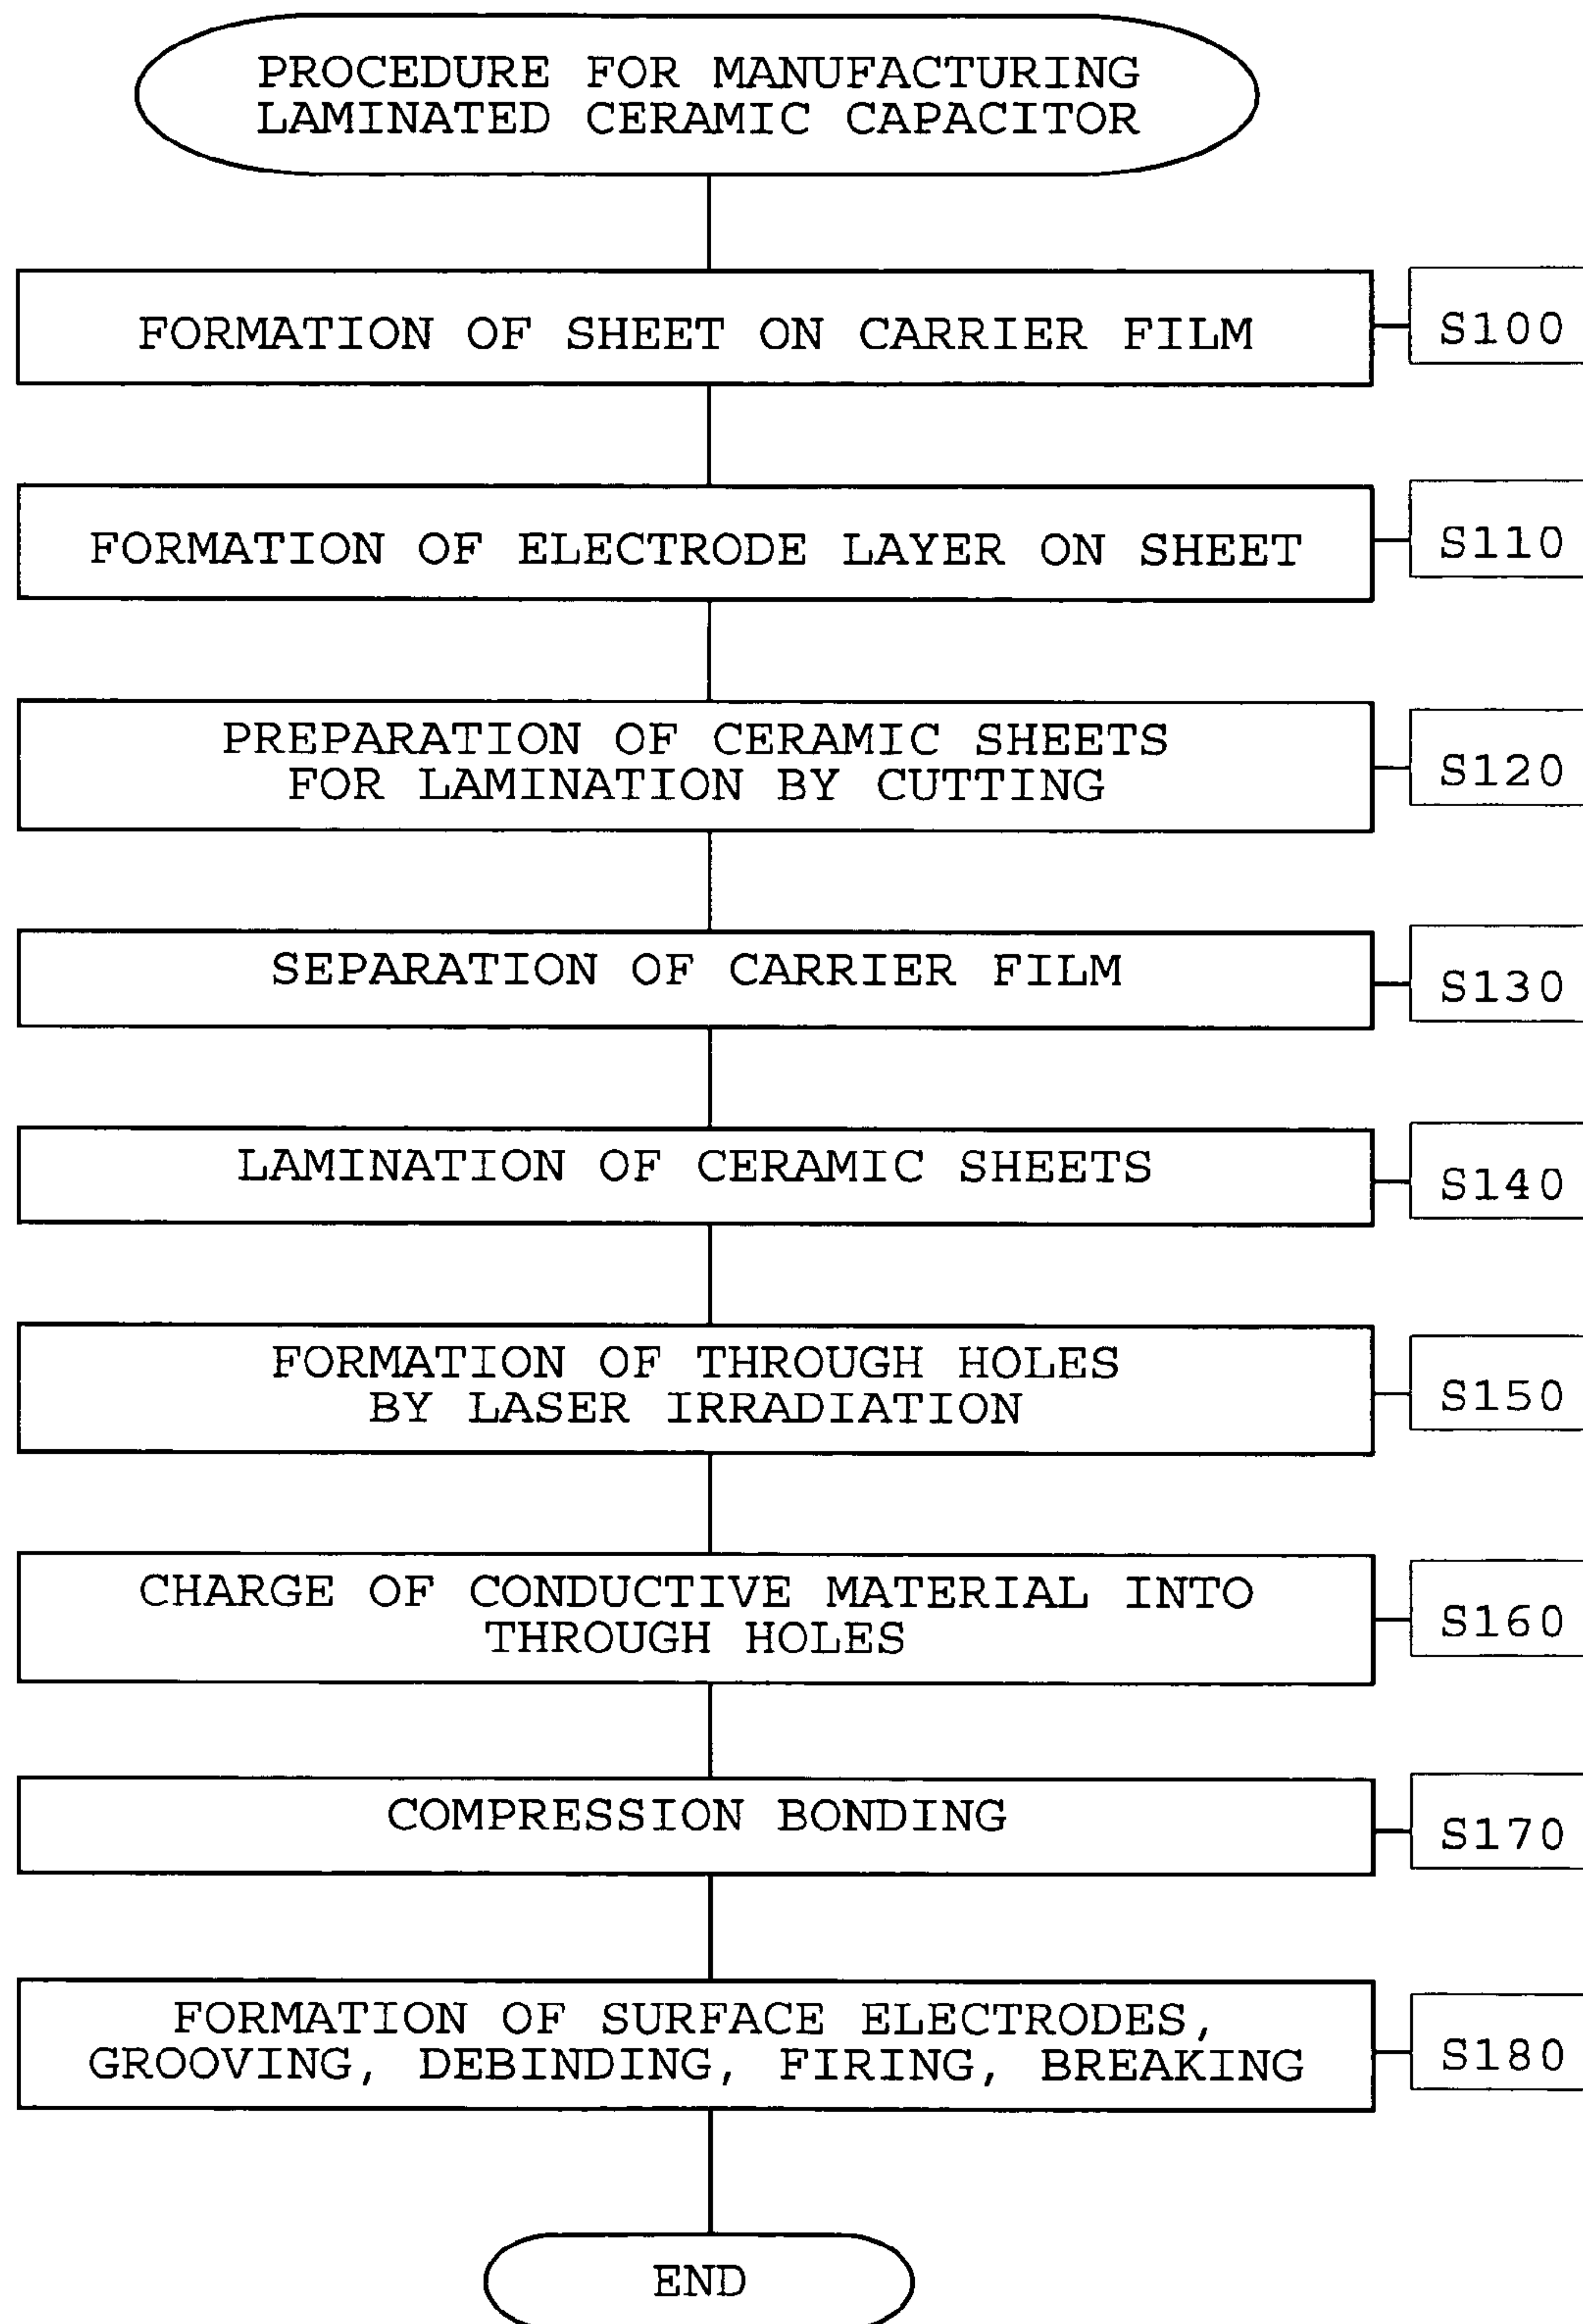 PROCEDURE FOR MANUFACTURING
LAMINATED CERAMIC CAPACITOR
FORMATION OF SHEET ON CARRIER FILM
S100
FORMATION OF ELECTRODE LAYER ON SHEET
S110
PREPARATION OF CERAMIC SHEETS
FOR LAMINATION BY CUTTING
S120
SEPARATION OF CARRIER FILM
S130
LAMINATION OF CERAMIC SHEETS
S140
FORMATION OF THROUGH HOLES
BY LASER IRRADIATION
S150
CHARGE OF CONDUCTIVE MATERIAL INTO
THROUGH HOLES
S160
COMPRESSION BONDING
S170
FORMATION OF SURFACE ELECTRODES,
GROOVING, DEBINDING, FIRING, BREAKING
S180
END